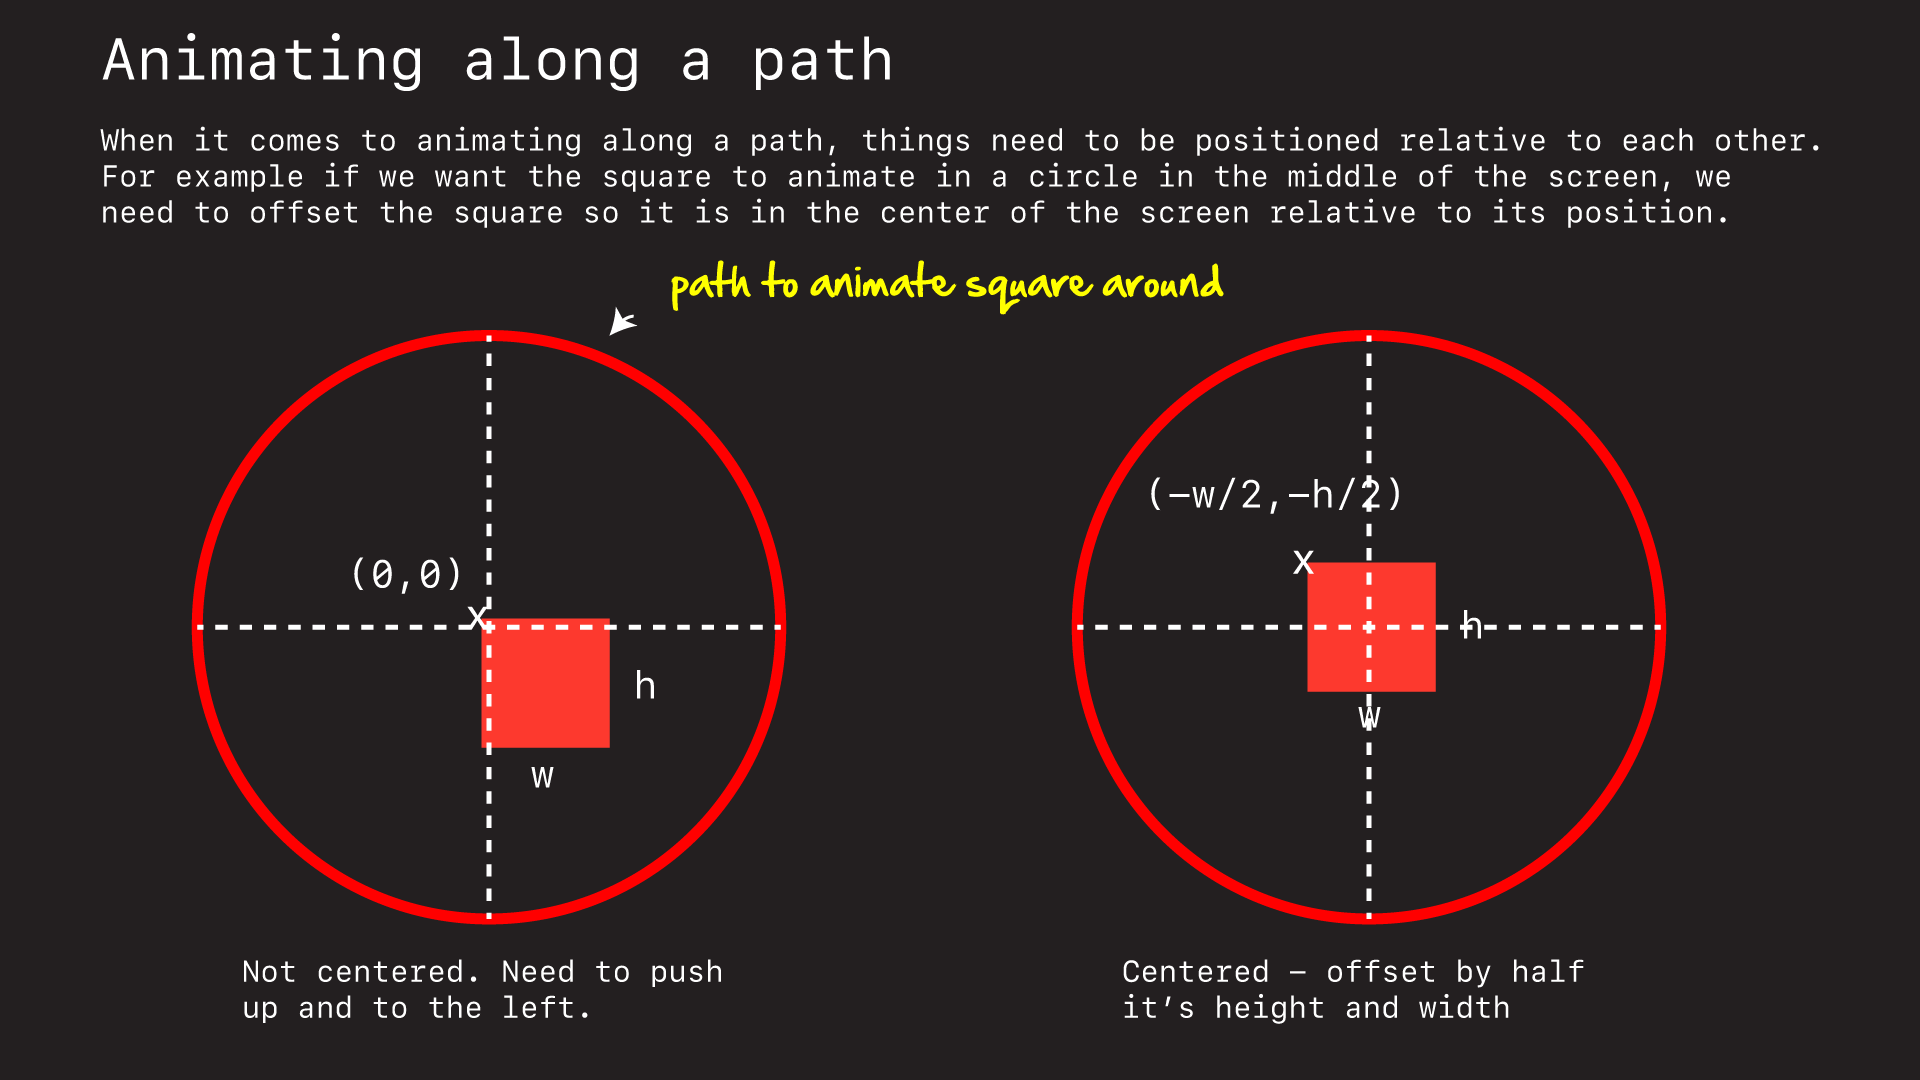 Animating along a path
When it comes to animating along a path, things need to be positioned relative to each other.
For example if we want the square to animate in a circle in the middle of the screen, we
need to offset the square so it is in the center of the screen relative to its position.
path to animate square around
(0,0)
x
h
w
Not centered. Need to push
up and to the left.
(–w/2,–h/2)
x
h
w
Centered – offset by half
it’s height and width